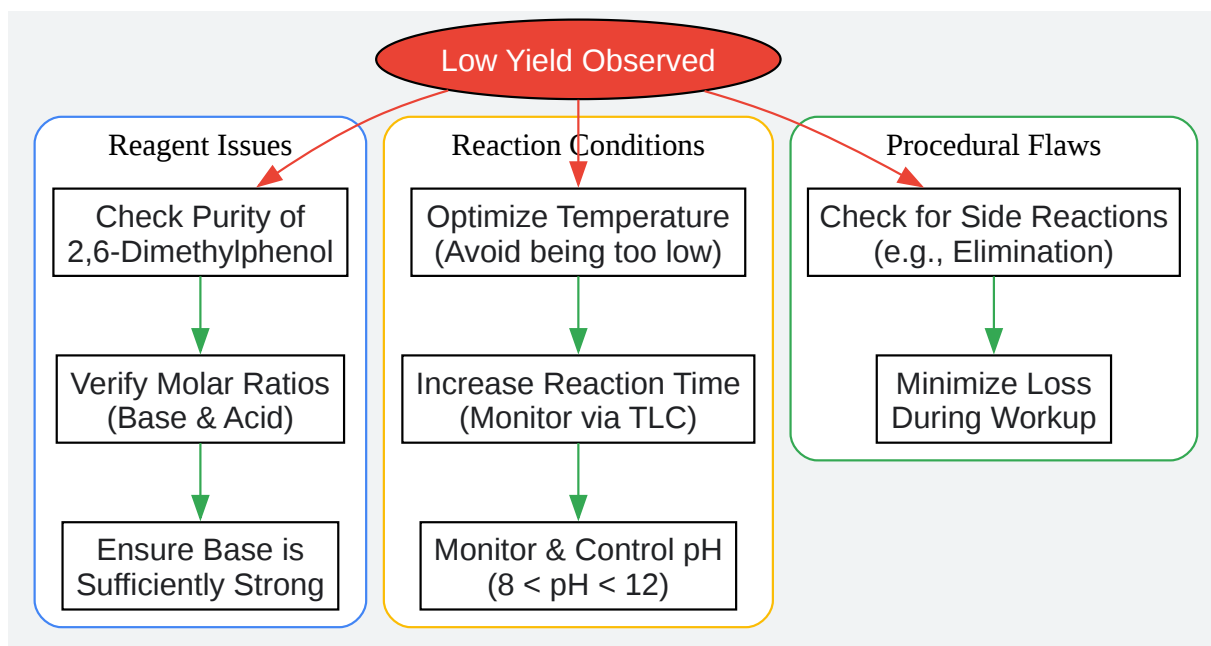 Low Yield Observed
Reagent Issues
Check Purity of
2,6-Dimethylphenol
Verify Molar Ratios
(Base & Acid)
Ensure Base is
Sufficiently Strong
Reaction Conditions
Optimize Temperature
(Avoid being too low)
Increase Reaction Time
(Monitor via TLC)
Monitor & Control pH
(8 < pH < 12)
Procedural Flaws
Check for Side Reactions
(e.g., Elimination)
Minimize Loss
During Workup